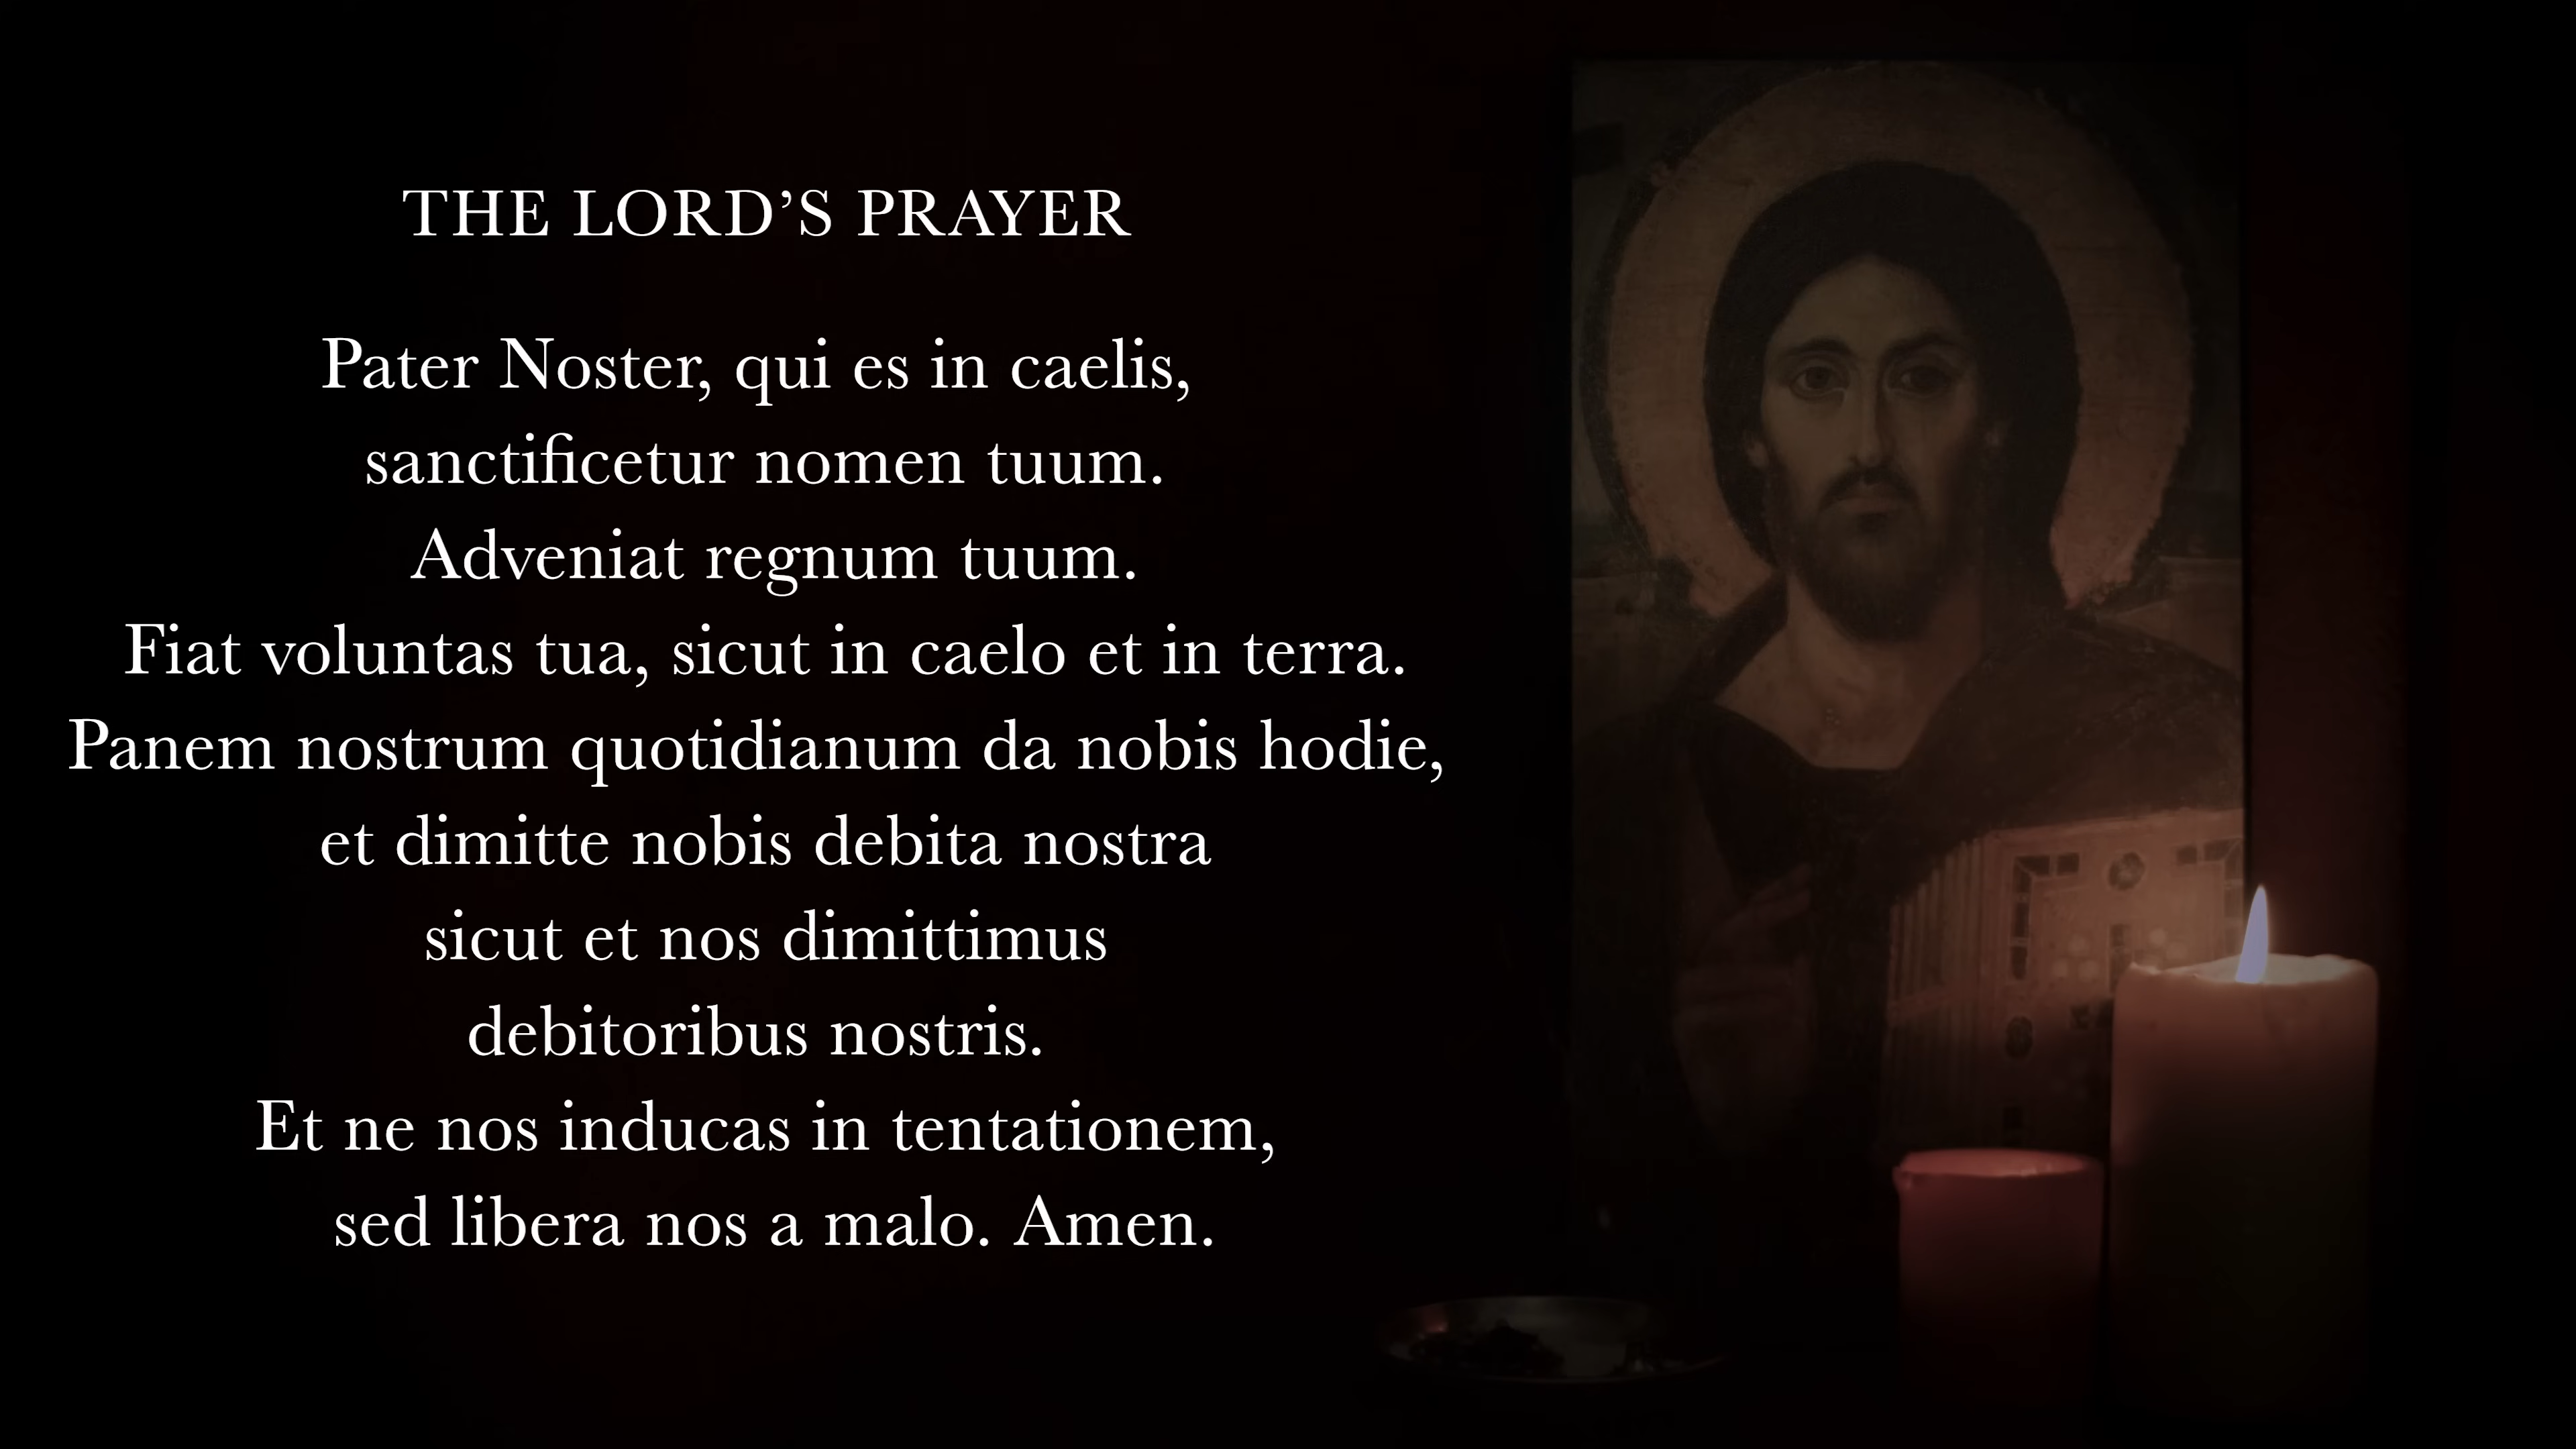 THE LORD’S PRAYER
Pater Noster, qui es in caelis,
sanctificetur nomen tuum.
Adveniat regnum tuum.
Fiat voluntas tua, sicut in caelo et in terra.
Panem nostrum quotidianum da nobis hodie,
et dimitte nobis debita nostra
sicut et nos dimittimus
debitoribus nostris.
Et ne nos inducas in tentationem,
sed libera nos a malo. Amen.